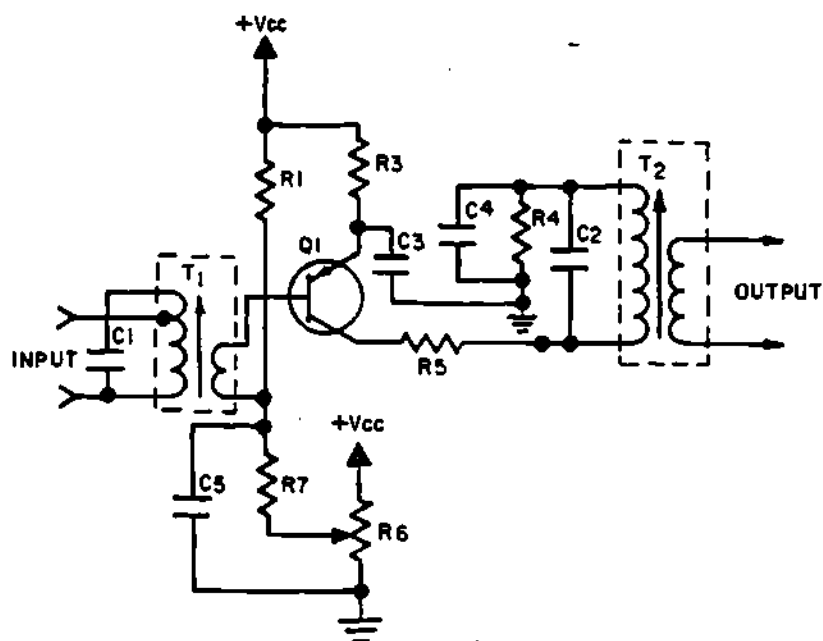 +Vcc
R1
R3
T2
C4
R4
C2
Q1
C3
T1
C1
INPUT
OUTPUT
R5
+Vcc
C5
R7
R6